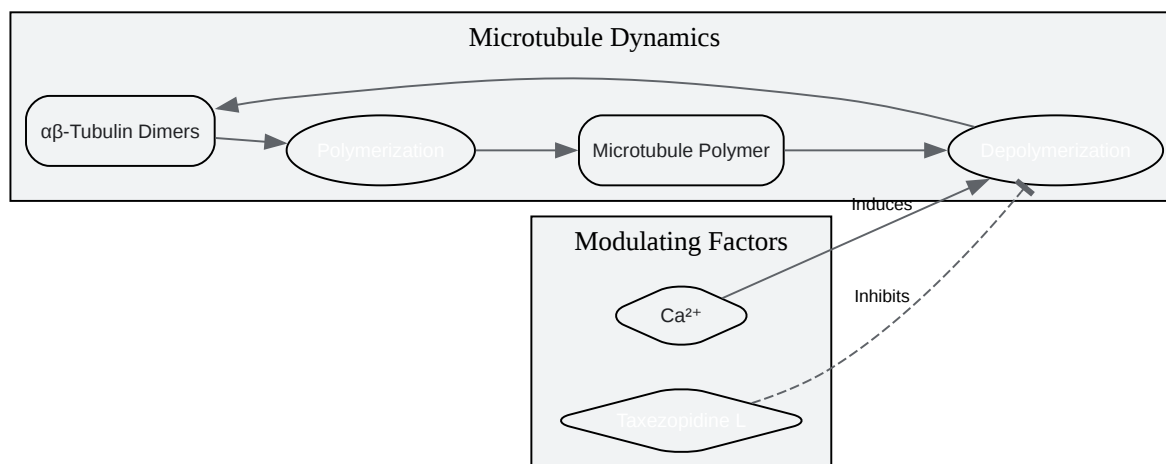 Microtubule Dynamics
αβ-Tubulin Dimers
Polymerization
Microtubule Polymer
Depolymerization
Induces
Modulating Factors
Ca²⁺
Inhibits
Taxezopidine L